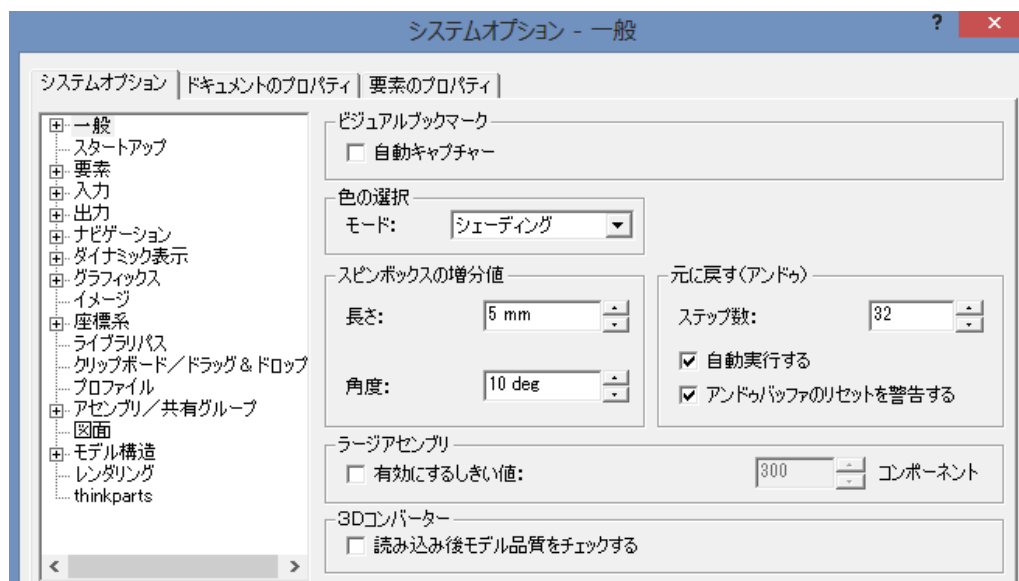 システムオプション - 一般
?
×
システムオプション ドキュメントのプロパティ 要素のプロパティ
一般
スタートアップ
要素
入力
出力
ナビゲーション
ダイナミック表示
グラフィックス
イメージ
座標系
ライブラリパス
クリップボード／ドラッグ＆ドロップ
プロファイル
アセンブリ／共有グループ
図面
モデル構造
レンダリング
thinkparts
ビジュアルブックマーク
自動キャプチャー
色の選択
モード: シェーディング
スピンボックスの増分値
長さ: 5 mm
角度: 10 deg
元に戻す(アンドゥ)
ステップ数: 32
自動実行する
アンドゥバッファのリセットを警告する
ラージアセンブリ
有効にするしきい値: 300 コンポーネント
3Dコンバーター
読み込み後モデル品質をチェックする